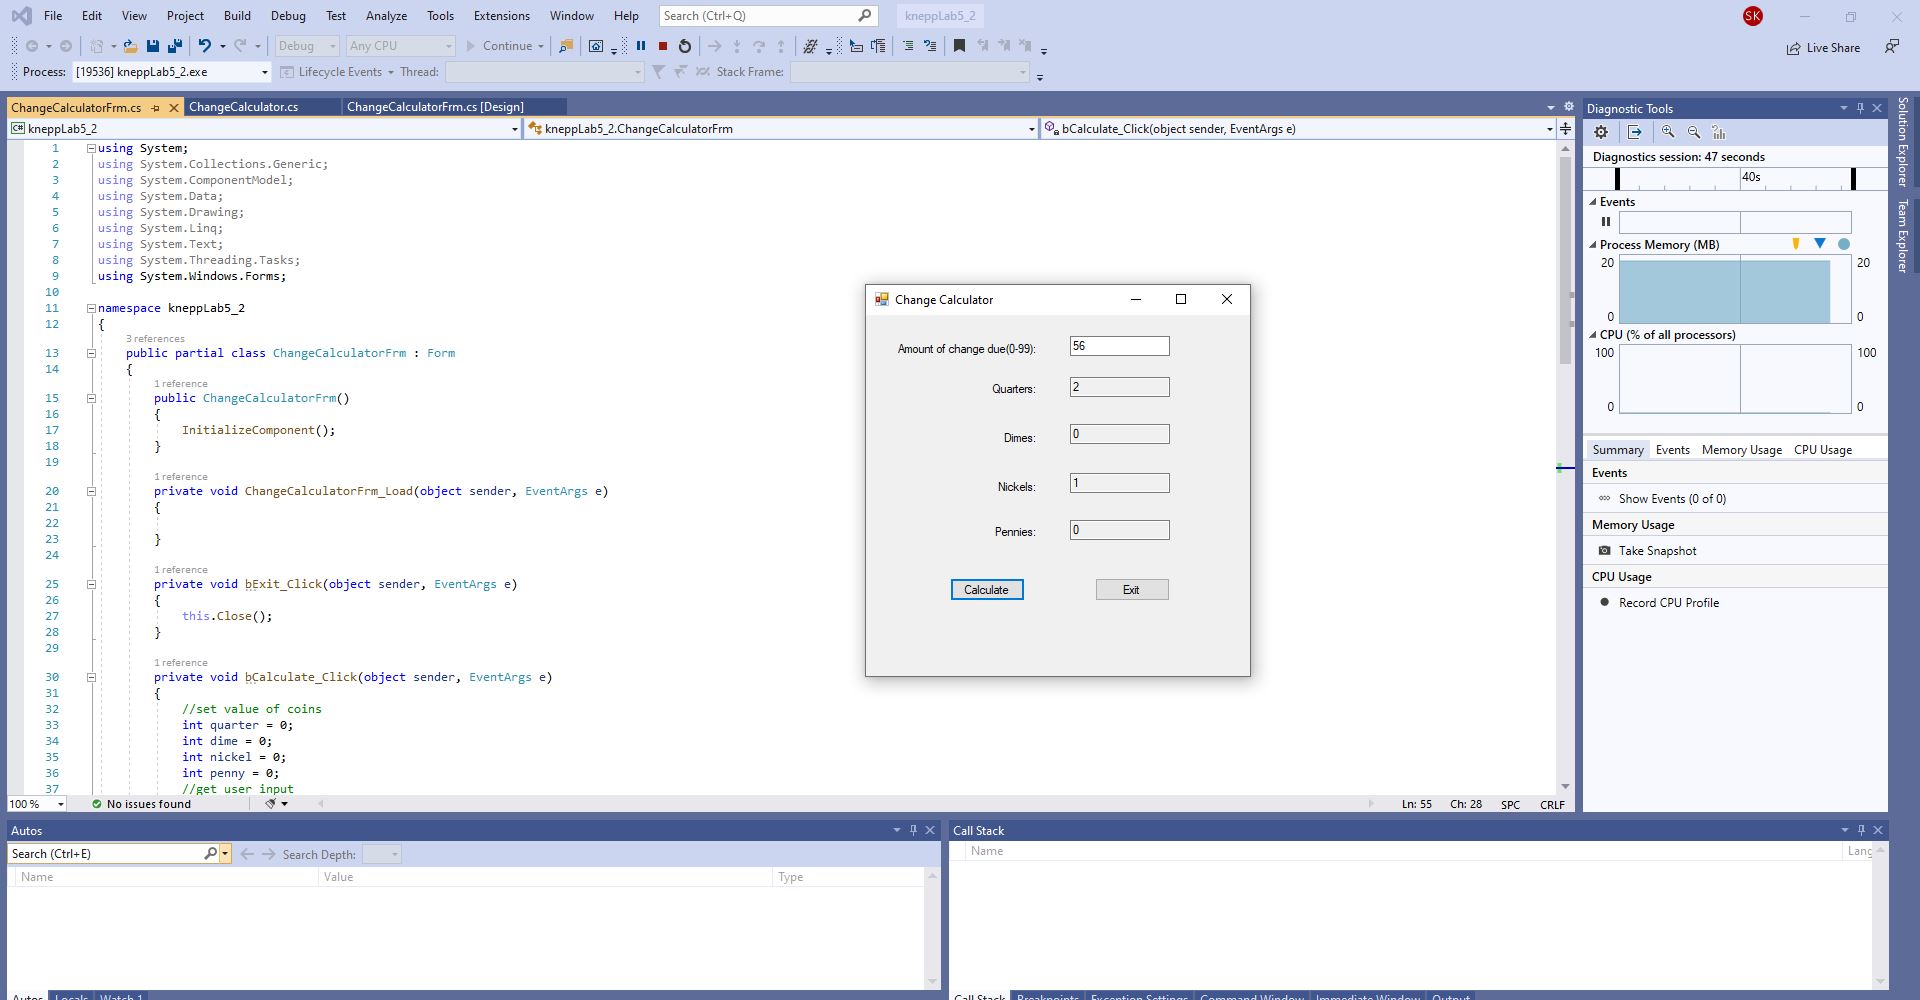 File Edit View Project Build Debug Test Analyze Tools Extensions Window Help Search (Ctrl+Q) kneppLab5_2 SK
Debug Any CPU Continue Live Share
Process: [19536] kneppLab5_2.exe Lifecycle Events Thread: Stack Frame:
ChangeCalculatorFrm.cs ChangeCalculator.cs ChangeCalculatorFrm.cs [Design]
C# kneppLab5_2 kneppLab5_2.ChangeCalculatorFrm bCalculate_Click(object sender, EventArgs e)
1 using System;
2 using System.Collections.Generic;
3 using System.ComponentModel;
4 using System.Data;
5 using System.Drawing;
6 using System.Linq;
7 using System.Text;
8 using System.Threading.Tasks;
9 using System.Windows.Forms;
10
11 namespace kneppLab5_2
12 {
3 references
13 public partial class ChangeCalculatorFrm : Form
14 {
1 reference
15 public ChangeCalculatorFrm()
16 {
17 InitializeComponent();
18 }
19
1 reference
20 private void ChangeCalculatorFrm_Load(object sender, EventArgs e)
21 {
22
23 }
24
1 reference
25 private void bExit_Click(object sender, EventArgs e)
26 {
27 this.Close();
28 }
29
1 reference
30 private void bCalculate_Click(object sender, EventArgs e)
31 {
32 //set value of coins
33 int quarter = 0;
34 int dime = 0;
35 int nickel = 0;
36 int penny = 0;
37 //get user input
100 % No issues found Ln: 55 Ch: 28 SPC CRLF
Change Calculator
Amount of change due(0-99): 56
Quarters: 2
Dimes: 0
Nickels: 1
Pennies: 0
Calculate Exit
Diagnostic Tools
Diagnostics session: 47 seconds
40s
Events
Process Memory (MB)
20 20
0 0
CPU (% of all processors)
100 100
0 0
Summary Events Memory Usage CPU Usage
Events
Show Events (0 of 0)
Memory Usage
Take Snapshot
CPU Usage
Record CPU Profile
Solution Explorer
Team Explorer
Autos
Search (Ctrl+E) Search Depth:
Name Value Type
Autos Locals Watch 1
Call Stack
Name Lang
Call Stack Breakpoints Exception Settings Command Window Immediate Window Output